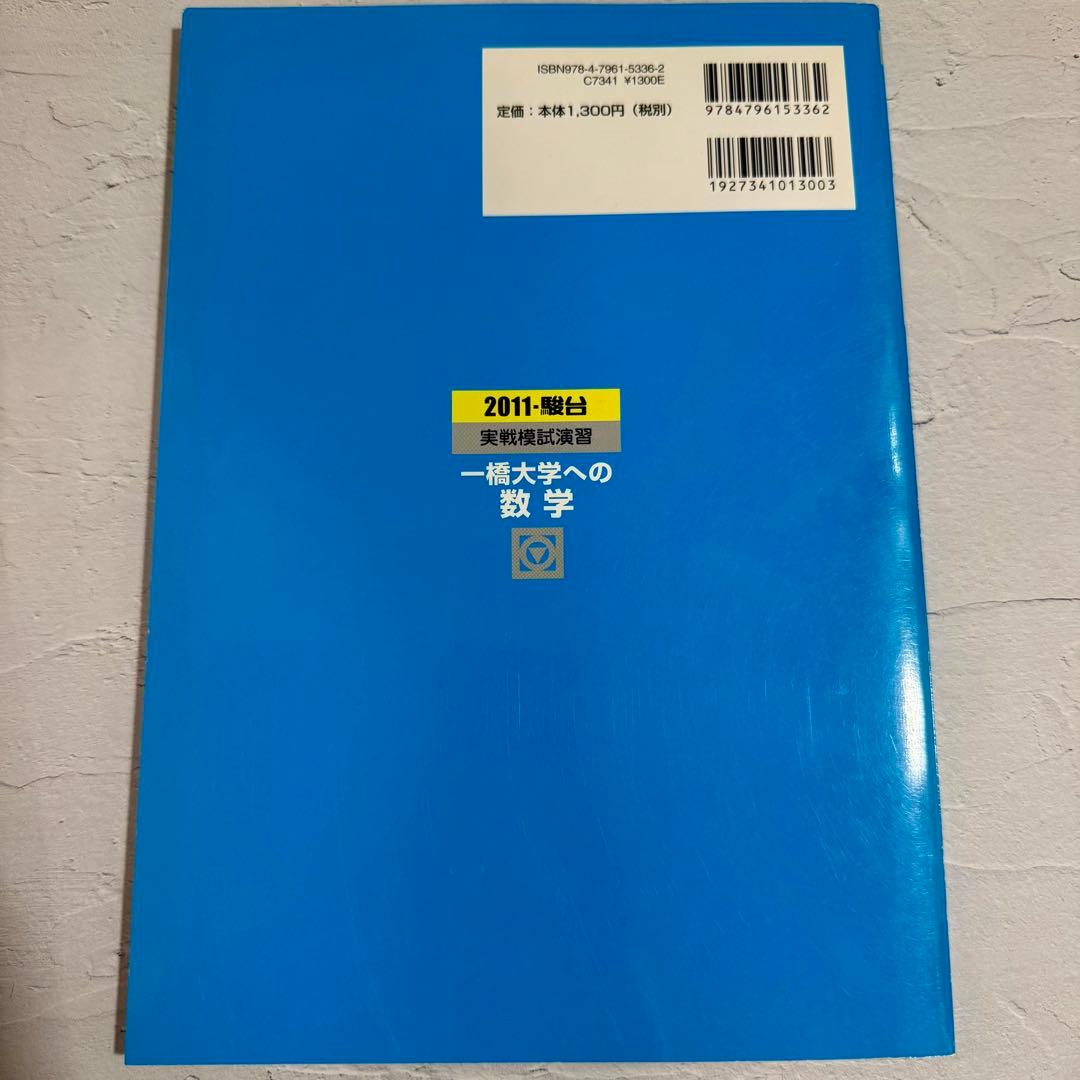 ISBN978-4-7961-5336-2
C7341 ¥1300E
定価：本体1,300円（税別）
9784796153362
1927341013003
2011-駿台
実戦模試演習
一橋大学への
数学